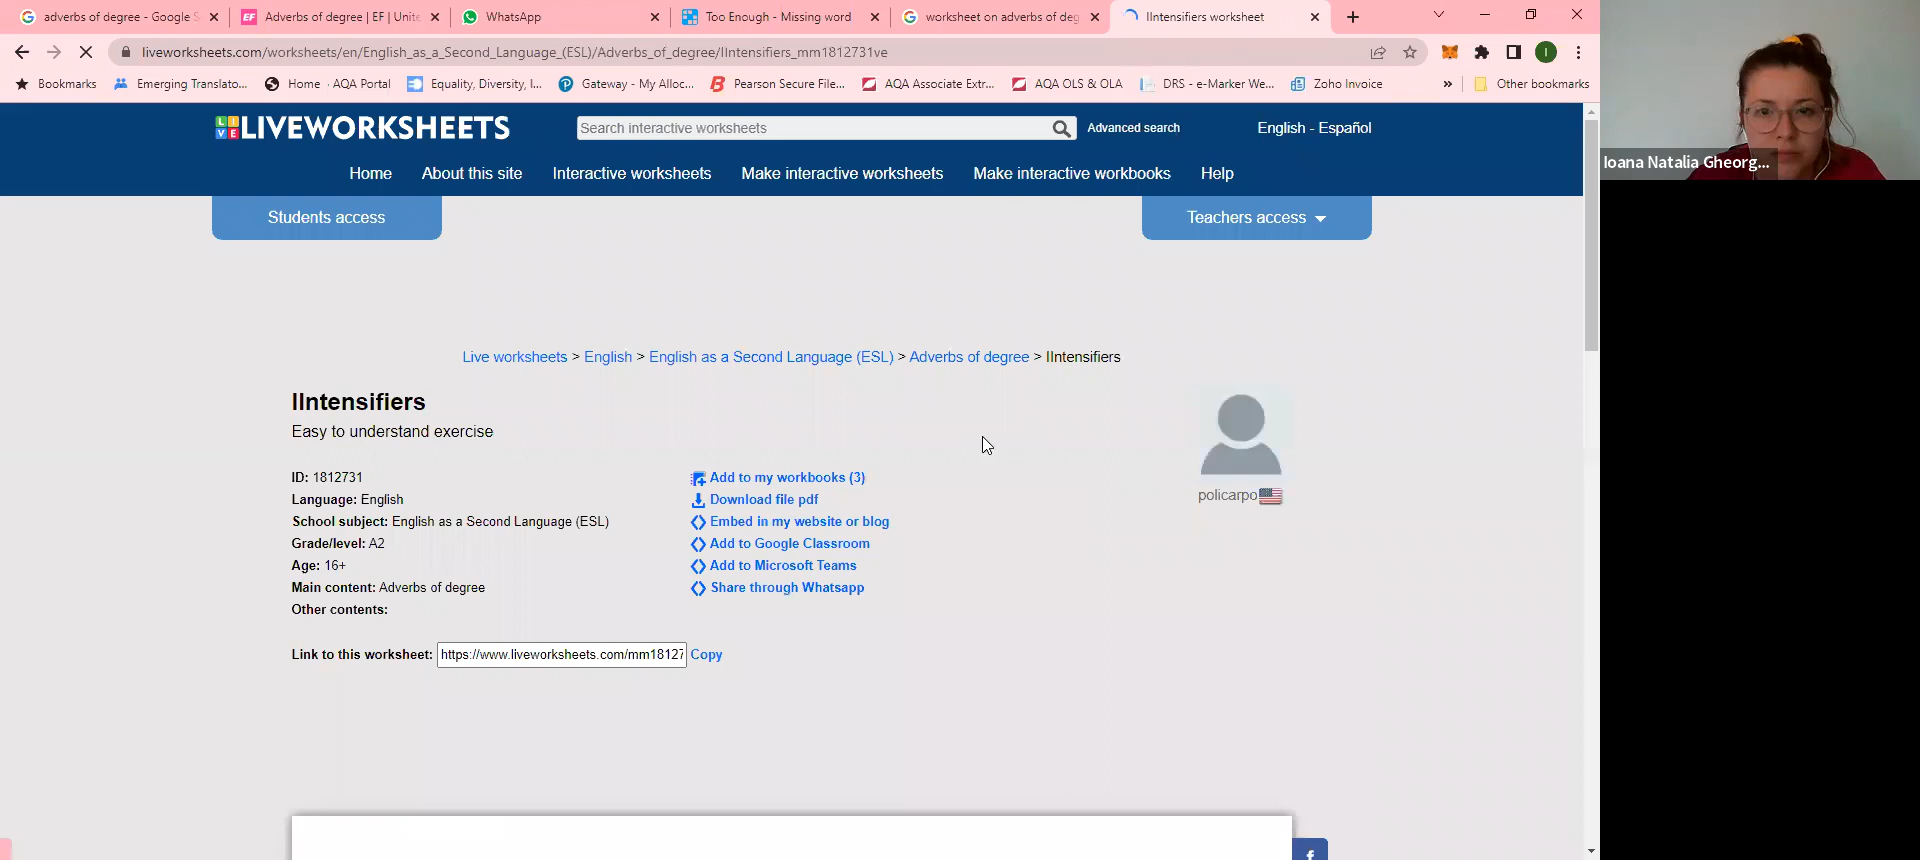 adverbs of degree - Google S
Adverbs of degree | EF | Unite
WhatsApp
Too Enough - Missing word
worksheet on adverbs of deg
IIntensifiers worksheet
liveworksheets.com/worksheets/en/English_as_a_Second_Language_(ESL)/Adverbs_of_degree/IIntensifiers_mm1812731ve
I
Bookmarks
Emerging Translato...
Home · AQA Portal
Equality, Diversity, I...
Gateway - My Alloc...
Pearson Secure File...
AQA Associate Extr...
AQA OLS & OLA
DRS - e-Marker We...
Zoho Invoice
»
Other bookmarks
LIVE LIVEWORKSHEETS
Search interactive worksheets
Advanced search
English - Español
Home
About this site
Interactive worksheets
Make interactive worksheets
Make interactive workbooks
Help
Students access
Teachers access
Live worksheets > English > English as a Second Language (ESL) > Adverbs of degree > IIntensifiers
IIntensifiers
Easy to understand exercise
ID: 1812731
Language: English
School subject: English as a Second Language (ESL)
Grade/level: A2
Age: 16+
Main content: Adverbs of degree
Other contents:
Add to my workbooks (3)
Download file pdf
Embed in my website or blog
Add to Google Classroom
Add to Microsoft Teams
Share through Whatsapp
policarpo
Link to this worksheet: https://www.liveworksheets.com/mm18127 Copy
f
Ioana Natalia Gheorg...